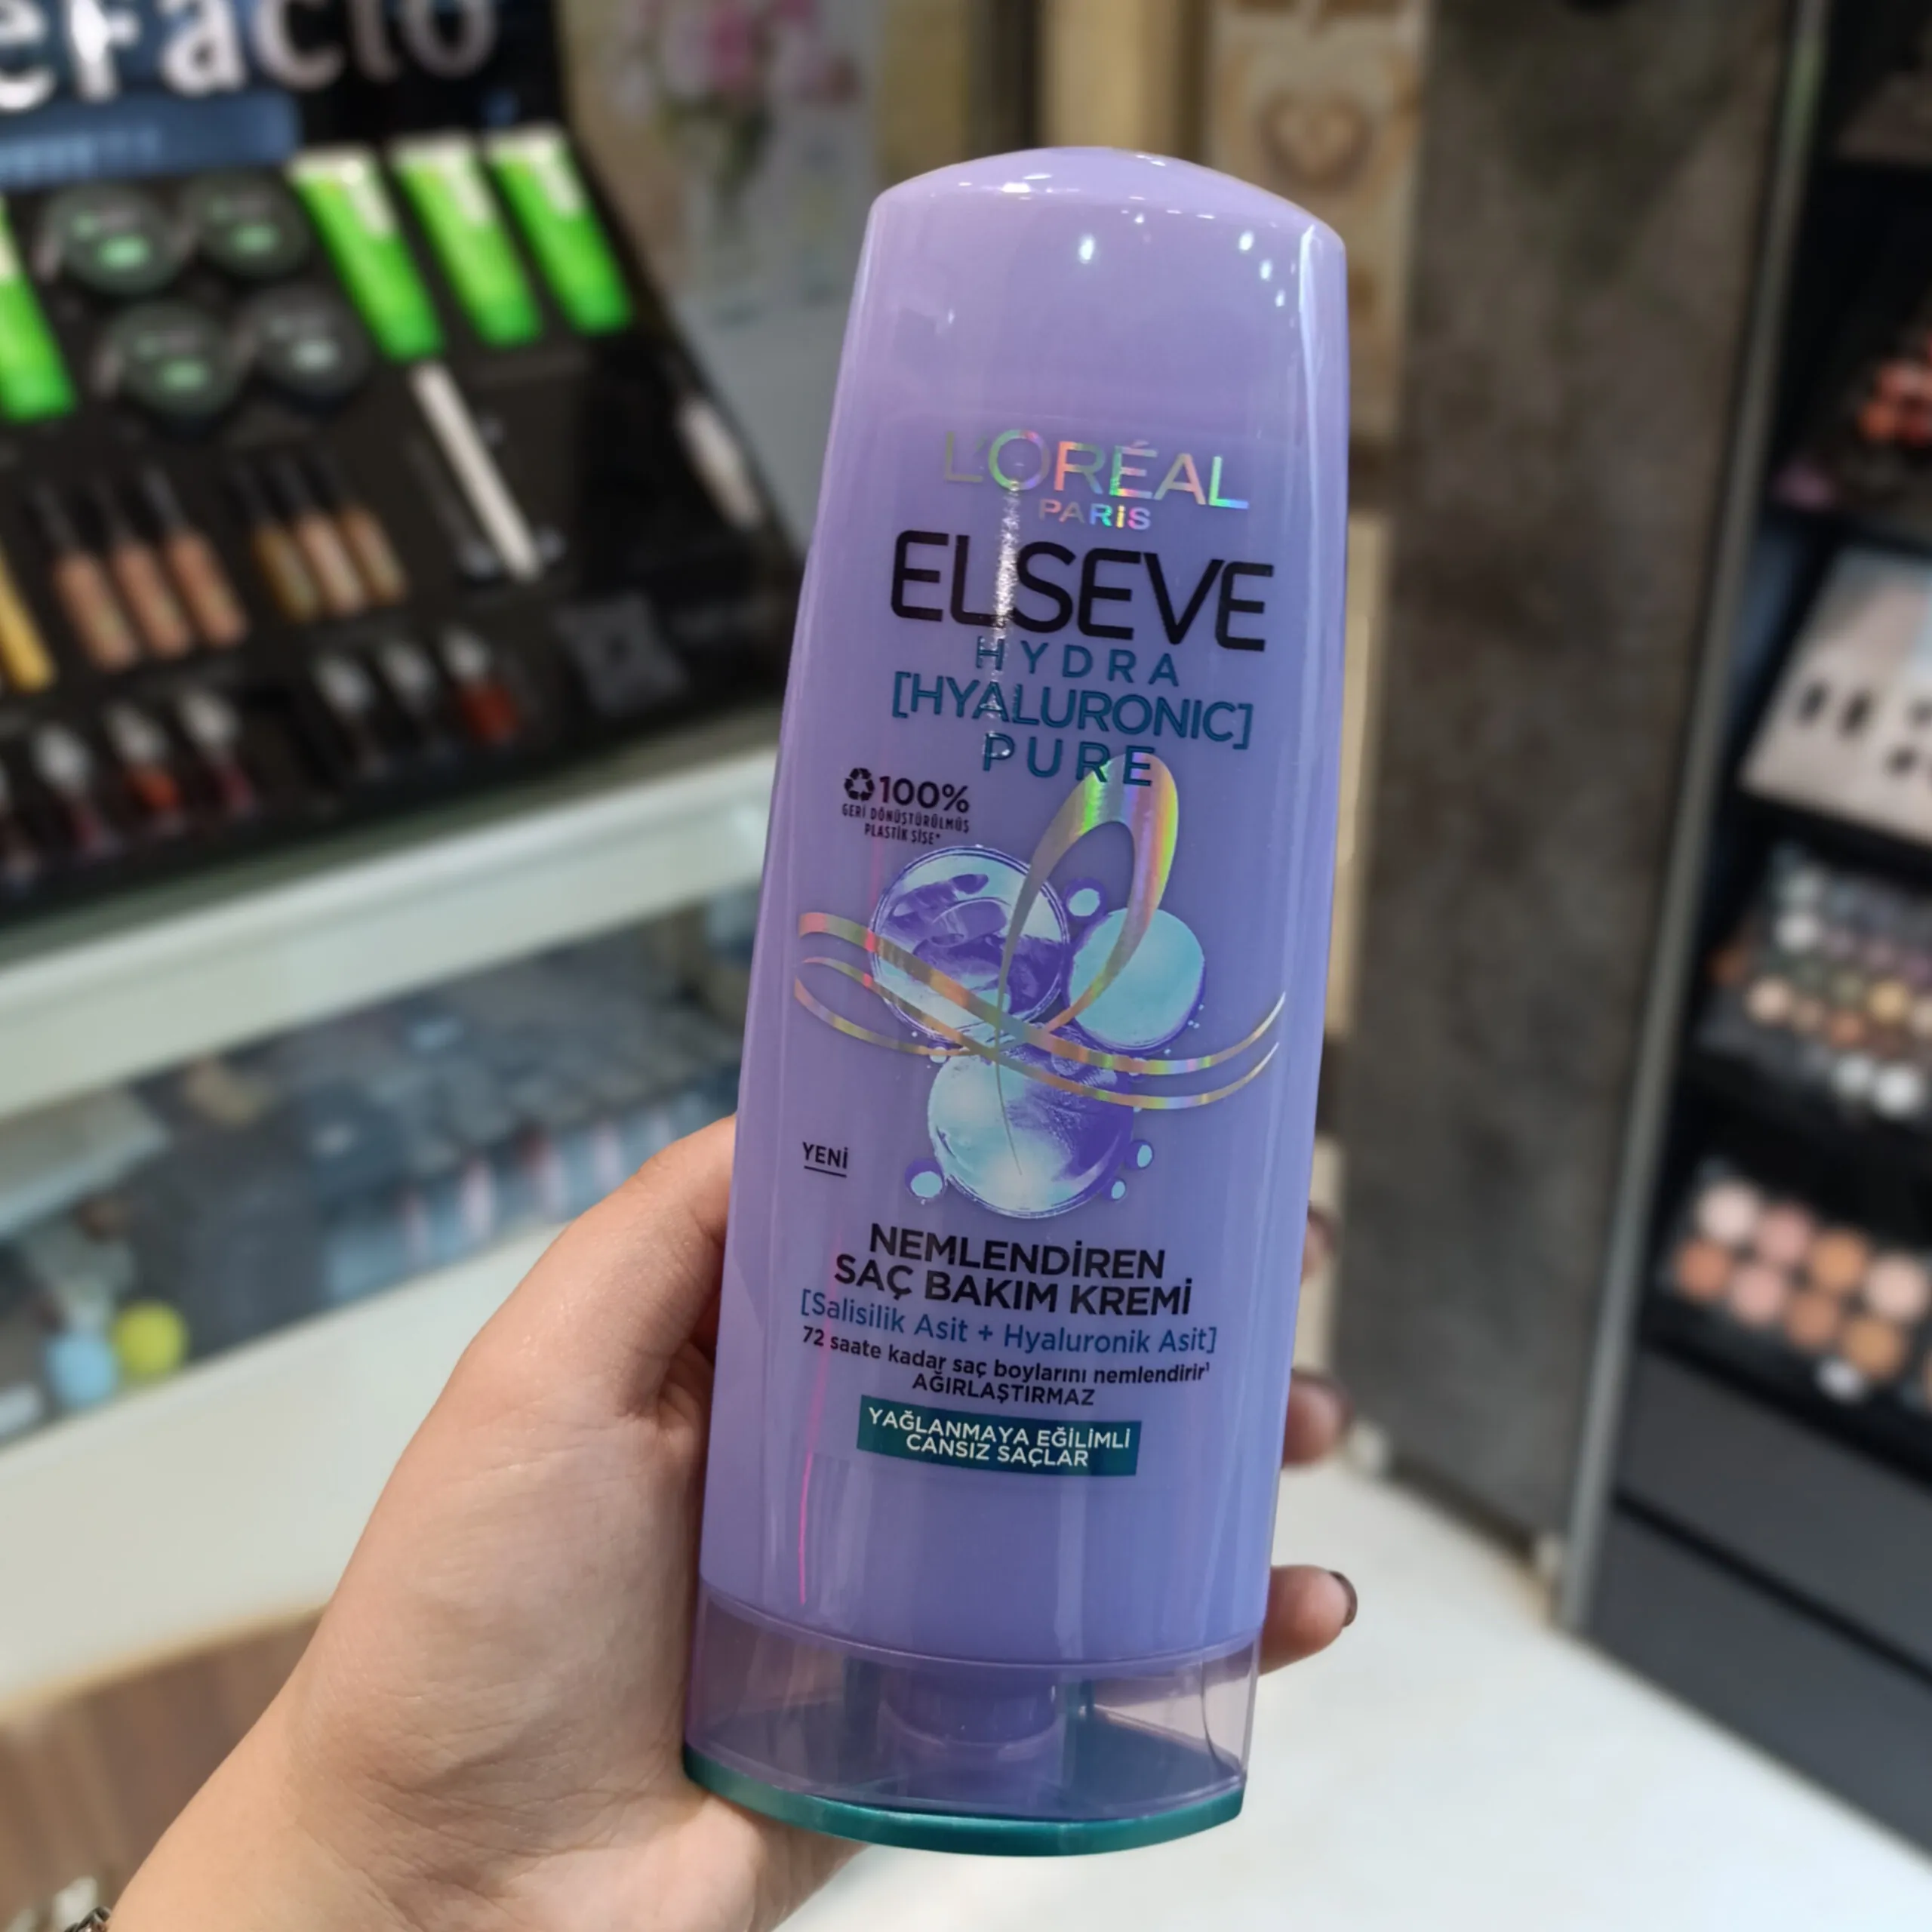 L'ORÉAL
PARIS
ELSEVE
HYDRA
[HYALURONIC]
PURE
100%
GERİ DÖNÜŞTÜRÜLMÜŞ
PLASTİK ŞİŞE*
YENİ
NEMLENDİREN
SAÇ BAKIM KREMİ
[Salisilik Asit + Hyaluronik Asit]
72 saate kadar saç boylarını nemlendirir¹
AĞIRLAŞTIRMAZ
YAĞLANMAYA EĞİLİMLİ
CANSIZ SAÇLAR